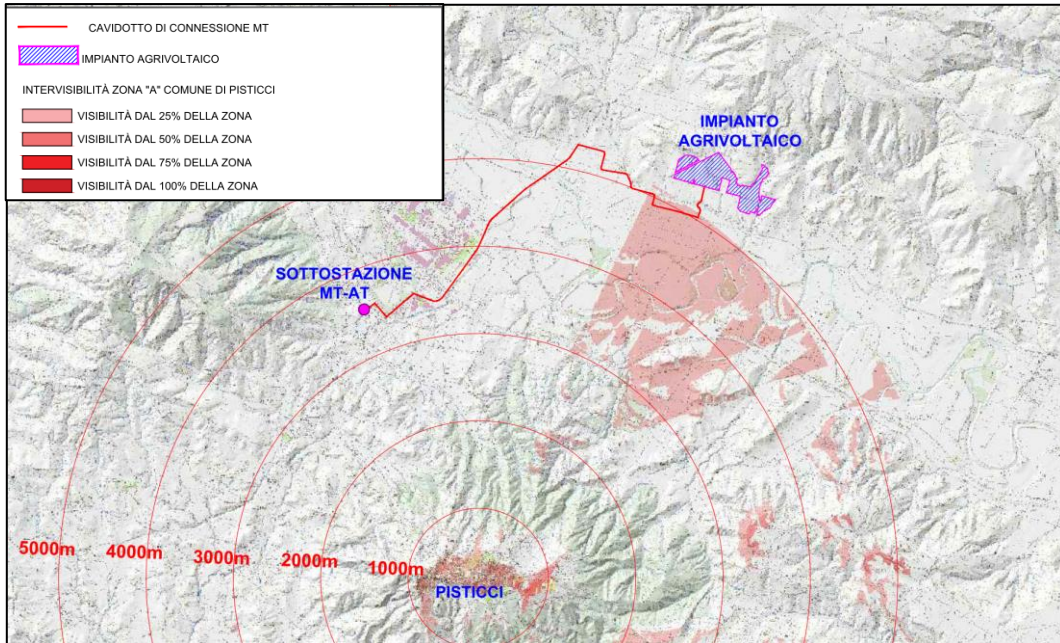 CAVIDOTTO DI CONNESSIONE MT
IMPIANTO AGRIVOLTAICO
INTERVISIBILITÀ ZONA "A" COMUNE DI PISTICCI
VISIBILITÀ DAL 25% DELLA ZONA
VISIBILITÀ DAL 50% DELLA ZONA
VISIBILITÀ DAL 75% DELLA ZONA
VISIBILITÀ DAL 100% DELLA ZONA
IMPIANTO
AGRIVOLTAICO
SOTTOSTAZIONE
MT-AT
5000m
4000m
3000m
2000m
1000m
PISTICCI